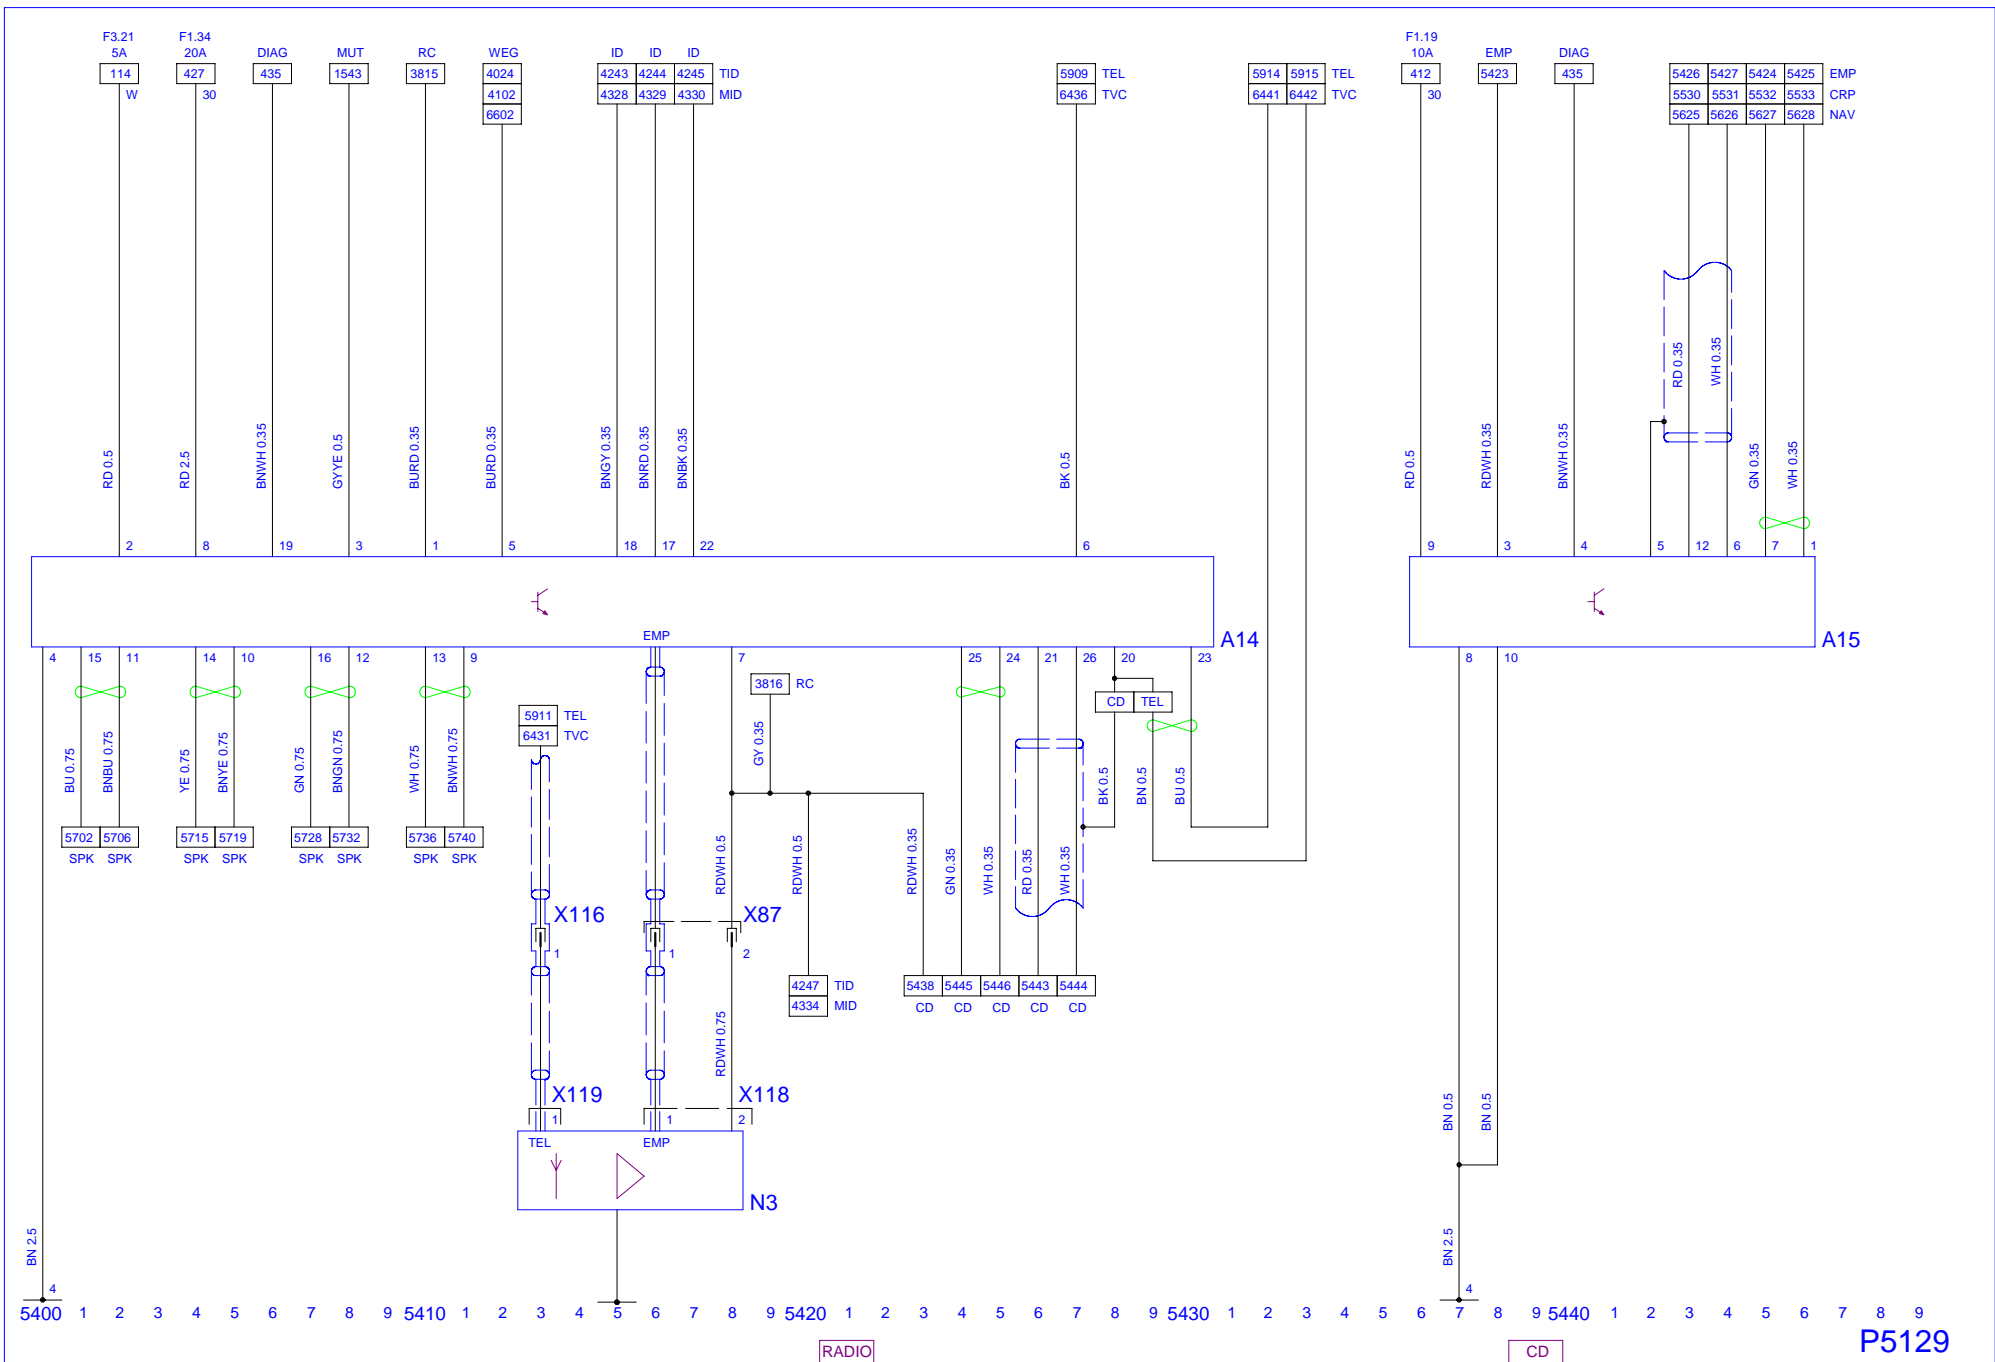 F3.21 F1.34 F1.19
5A 20A DIAG MUT RC WEG ID ID ID 10A EMP DIAG
114 427 435 1543 3815 4024 4243 4244 4245 TID 5909 TEL 5914 5915 TEL 412 5423 435 5426 5427 5424 5425 EMP
W 30 4102 4328 4329 4330 MID 6436 TVC 6441 6442 TVC 30 5530 5531 5532 5533 CRP
6602 5625 5626 5627 5628 NAV
RD 0.35 WH 0.35
RD 0.5 RD 2.5 BNWH 0.35 GYYE 0.5 BURD 0.35 BURD 0.35 BNGY 0.35 BNRD 0.35 BNBK 0.35 BK 0.5 RD 0.5 RDWH 0.35 BNWH 0.35 GN 0.35 WH 0.35
2 8 19 3 1 5 18 17 22 6 9 3 4 5 12 6 7 1
EMP A14 A15
4 15 11 14 10 16 12 13 9 7 25 24 21 26 20 23 8 10
3816 RC
CD TEL
5911 TEL
6431 TVC
BU 0.75 BNBU 0.75 YE 0.75 BNYE 0.75 GN 0.75 BNGN 0.75 WH 0.75 BNWH 0.75 GY 0.35 BK 0.5 BN 0.5 BU 0.5
5702 5706 5715 5719 5728 5732 5736 5740
SPK SPK SPK SPK SPK SPK SPK SPK
RDWH 0.5 RDWH 0.5 RDWH 0.35 GN 0.35 WH 0.35 RD 0.35 WH 0.35
X116 X87
1 1 2
4247 TID 5438 5445 5446 5443 5444
4334 MID CD CD CD CD CD
RDWH 0.75
X119 X118
1 1 2
BN 0.5 BN 0.5
TEL EMP
N3
BN 2.5 BN 2.5
4 4
5400 1 2 3 4 5 6 7 8 9 5410 1 2 3 4 5 6 7 8 9 5420 1 2 3 4 5 6 7 8 9 5430 1 2 3 4 5 6 7 8 9 5440 1 2 3 4 5 6 7 8 9
RADIO CD P5129